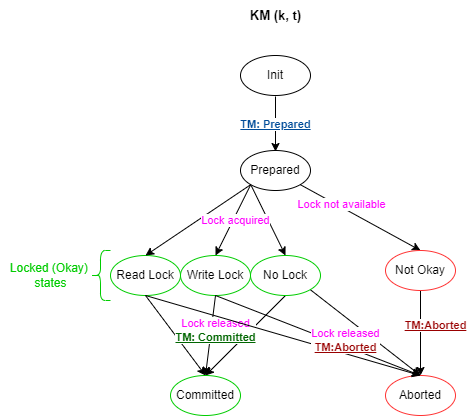 KM (k, t)
Init
TM: Prepared
Prepared
Lock not available
Lock acquired
Locked (Okay)
states
Read Lock
Write Lock
No Lock
Not Okay
Lock released
TM: Committed
Lock released
TM:Aborted
TM:Aborted
Committed
Aborted